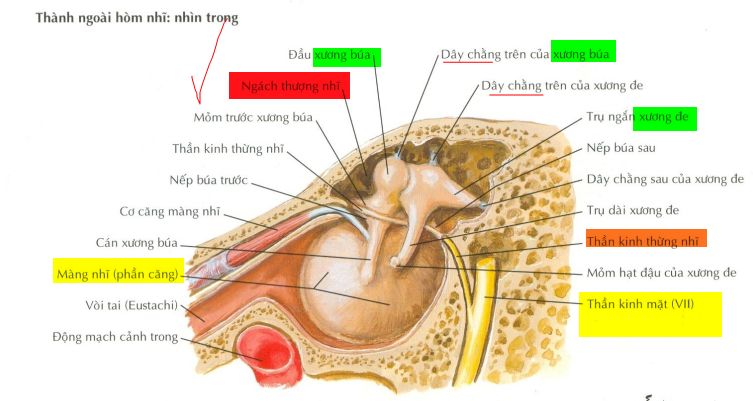 Thành ngoài hòm nhĩ: nhìn trong
Đầu xương búa
Ngách thượng nhĩ
Mỏm trước xương búa
Thần kinh thừng nhĩ
Nếp búa trước
Cơ căng màng nhĩ
Cán xương búa
Màng nhĩ (phần căng)
Vòi tai (Eustachi)
Động mạch cảnh trong
Dây chằng trên của xương búa
Dây chằng trên của xương đe
Trụ ngắn xương đe
Nếp búa sau
Dây chằng sau của xương đe
Trụ dài xương đe
Thần kinh thừng nhĩ
Mỏm hạt đậu của xương đe
Thần kinh mặt (VII)